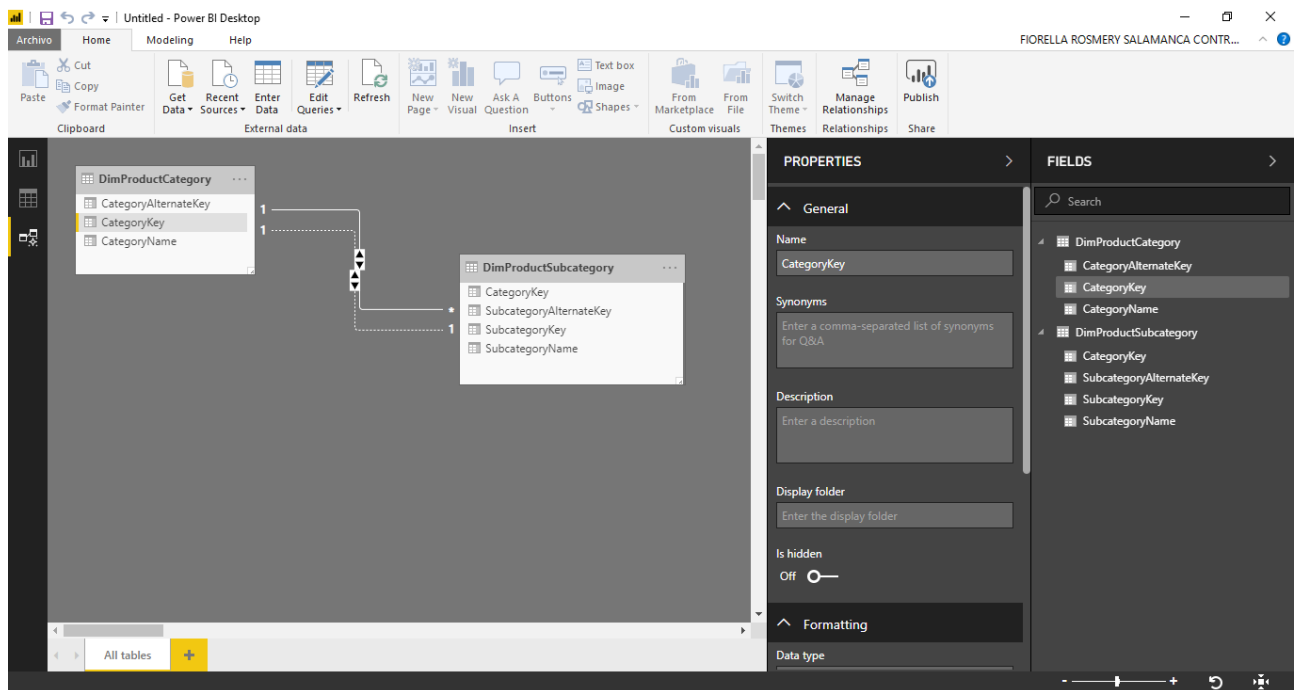 Untitled - Power BI Desktop
Archivo Home Modeling Help FIORELLA ROSMERY SALAMANCA CONTR...
Paste
Cut
Copy
Format Painter
Clipboard
Get Data
Recent Sources
Enter Data
Edit Queries
Refresh
External data
New Page
New Visual
Ask A Question
Buttons
Text box
Image
Shapes
Insert
From Marketplace
From File
Custom visuals
Switch Theme
Themes
Manage Relationships
Relationships
Publish
Share
DimProductCategory ...
CategoryAlternateKey
CategoryKey
CategoryName
1
1
*
1
DimProductSubcategory ...
CategoryKey
SubcategoryAlternateKey
SubcategoryKey
SubcategoryName
All tables +
PROPERTIES
General
Name
CategoryKey
Synonyms
Enter a comma-separated list of synonyms
for Q&A
Description
Enter a description
Display folder
Enter the display folder
Is hidden
Off
Formatting
Data type
FIELDS
Search
DimProductCategory
CategoryAlternateKey
CategoryKey
CategoryName
DimProductSubcategory
CategoryKey
SubcategoryAlternateKey
SubcategoryKey
SubcategoryName
- +